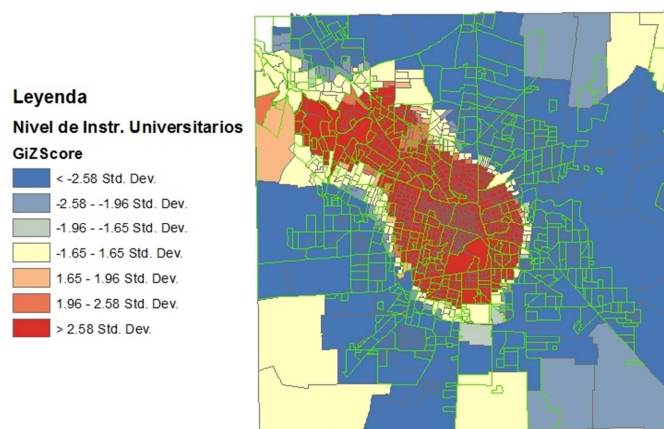 Leyenda
Nivel de Instr. Universitarios
GiZScore
< -2.58 Std. Dev.
-2.58 - -1.96 Std. Dev.
-1.96 - -1.65 Std. Dev.
-1.65 - 1.65 Std. Dev.
1.65 - 1.96 Std. Dev.
1.96 - 2.58 Std. Dev.
> 2.58 Std. Dev.